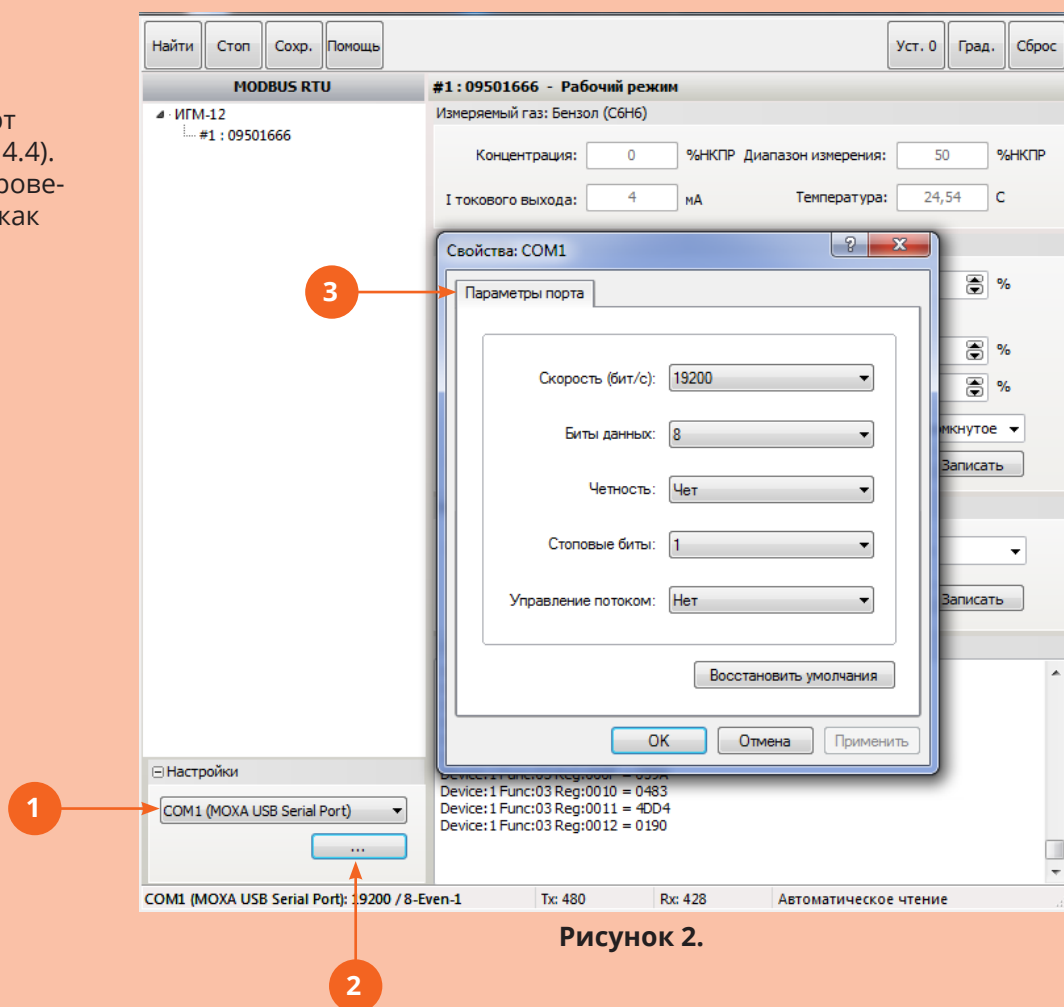 Найти Стоп Сохр. Помощь Уст. 0 Град. Сброс
MODBUS RTU
#1 : 09501666 - Рабочий режим
ИГМ-12
#1 : 09501666
Измеряемый газ: Бензол (C6H6)
Концентрация: 0 %НКПР Диапазон измерения: 50 %НКПР
I токового выхода: 4 мА Температура: 24,54 C
4.4).
как
Свойства: COM1
3
Параметры порта
%
%
%
Скорость (бит/с): 19200
Биты данных: 8
Четность: Чет
Стоповые биты: 1
Управление потоком: Нет
Восстановить умолчания
OK Отмена Применить
Записать
Записать
Настройки
1
COM1 (MOXA USB Serial Port)
...
Device:1 Func:03 Reg:0010 = 0483
Device:1 Func:03 Reg:0011 = 4DD4
Device:1 Func:03 Reg:0012 = 0190
COM1 (MOXA USB Serial Port): 19200 / 8-Even-1 Tx: 480 Rx: 428 Автоматическое чтение
Рисунок 2.
2